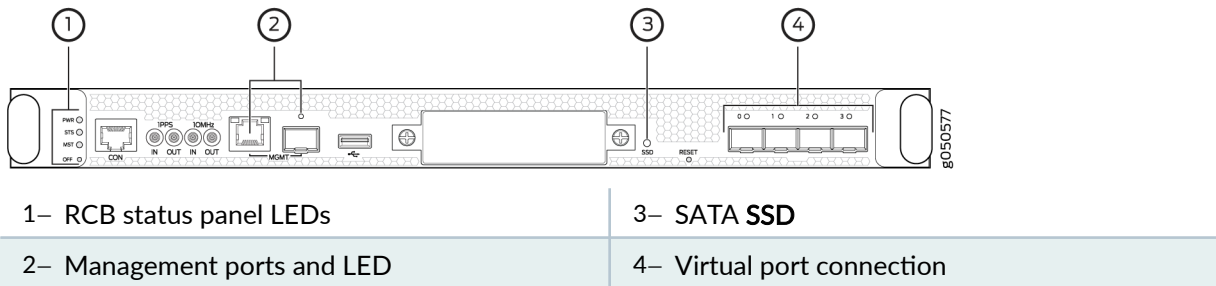 1 2 3 4
PWR
STS
MST
OFF
CON
1PPS 10MHz
IN OUT IN OUT
MGMT
SSD
RESET
0 1 2 3
g050577
1– RCB status panel LEDs
3– SATA SSD
2– Management ports and LED
4– Virtual port connection